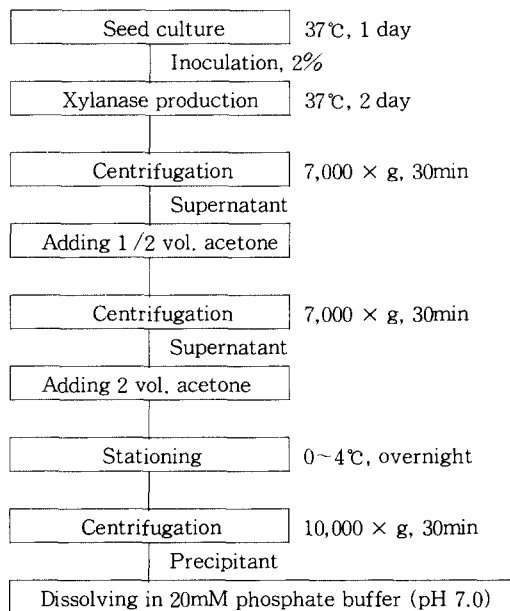 Seed culture 37℃, 1 day
Inoculation, 2%
Xylanase production 37℃, 2 day
Centrifugation 7,000 × g, 30min
Supernatant
Adding 1/2 vol. acetone
Centrifugation 7,000 × g, 30min
Supernatant
Adding 2 vol. acetone
Stationing 0~4℃, overnight
Centrifugation 10,000 × g, 30min
Precipitant
Dissolving in 20mM phosphate buffer (pH 7.0)